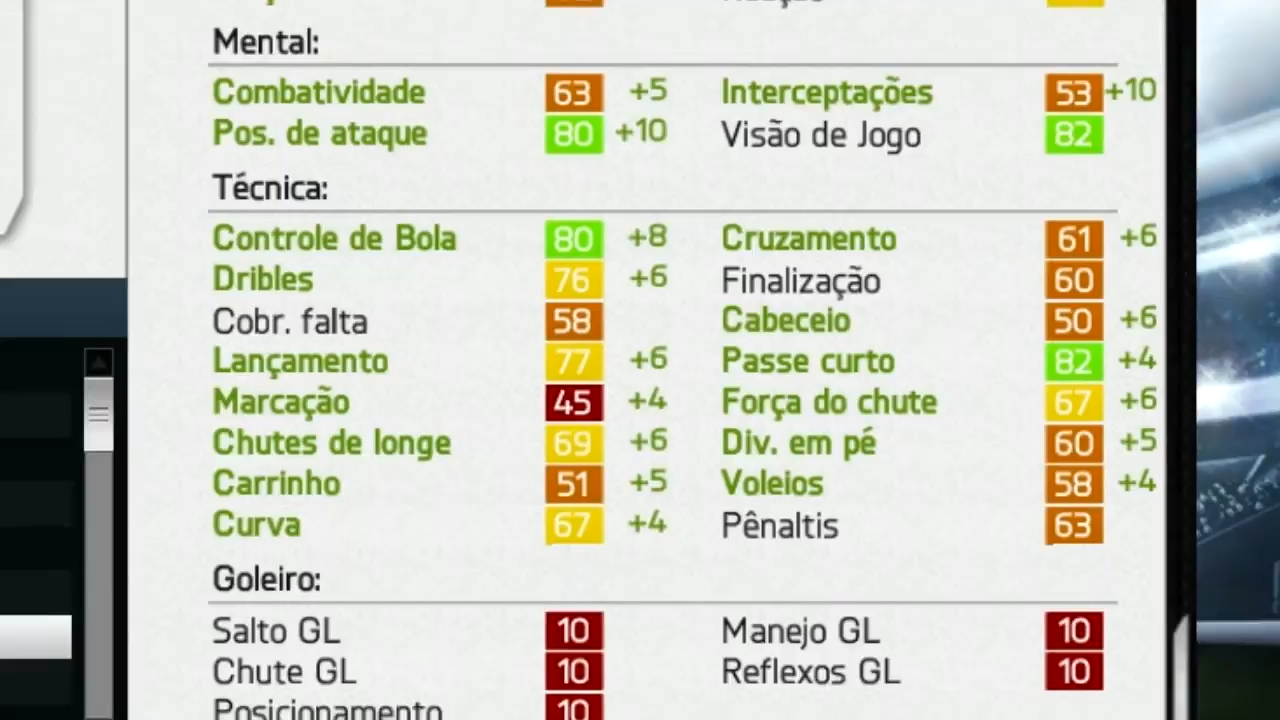 Mental:
Combatividade 63 +5 Interceptações 53 +10
Pos. de ataque 80 +10 Visão de Jogo 82
Técnica:
Controle de Bola 80 +8 Cruzamento 61 +6
Dribles 76 +6 Finalização 60
Cobr. falta 58 Cabeceio 50 +6
Lançamento 77 +6 Passe curto 82 +4
Marcação 45 +4 Força do chute 67 +6
Chutes de longe 69 +6 Div. em pé 60 +5
Carrinho 51 +5 Voleios 58 +4
Curva 67 +4 Pênaltis 63
Goleiro:
Salto GL 10 Manejo GL 10
Chute GL 10 Reflexos GL 10
Posicionamento 10